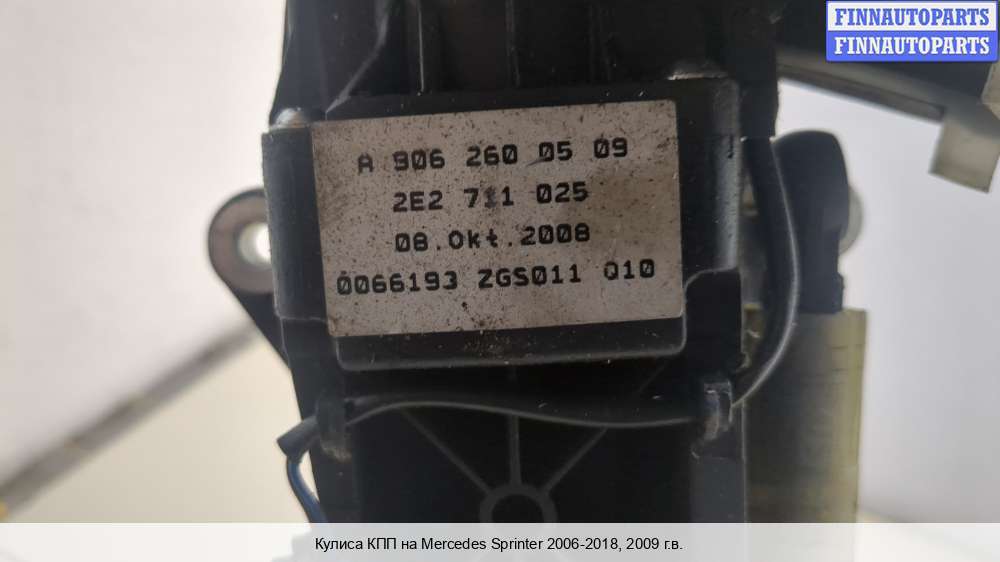 FINNAUTOPARTS
FINNAUTOPARTS
A 906 260 05 09
2E2 711 025
08.Okt.2008
0066193 ZGS011 Q10
Кулиса КПП на Mercedes Sprinter 2006-2018, 2009 г.в.